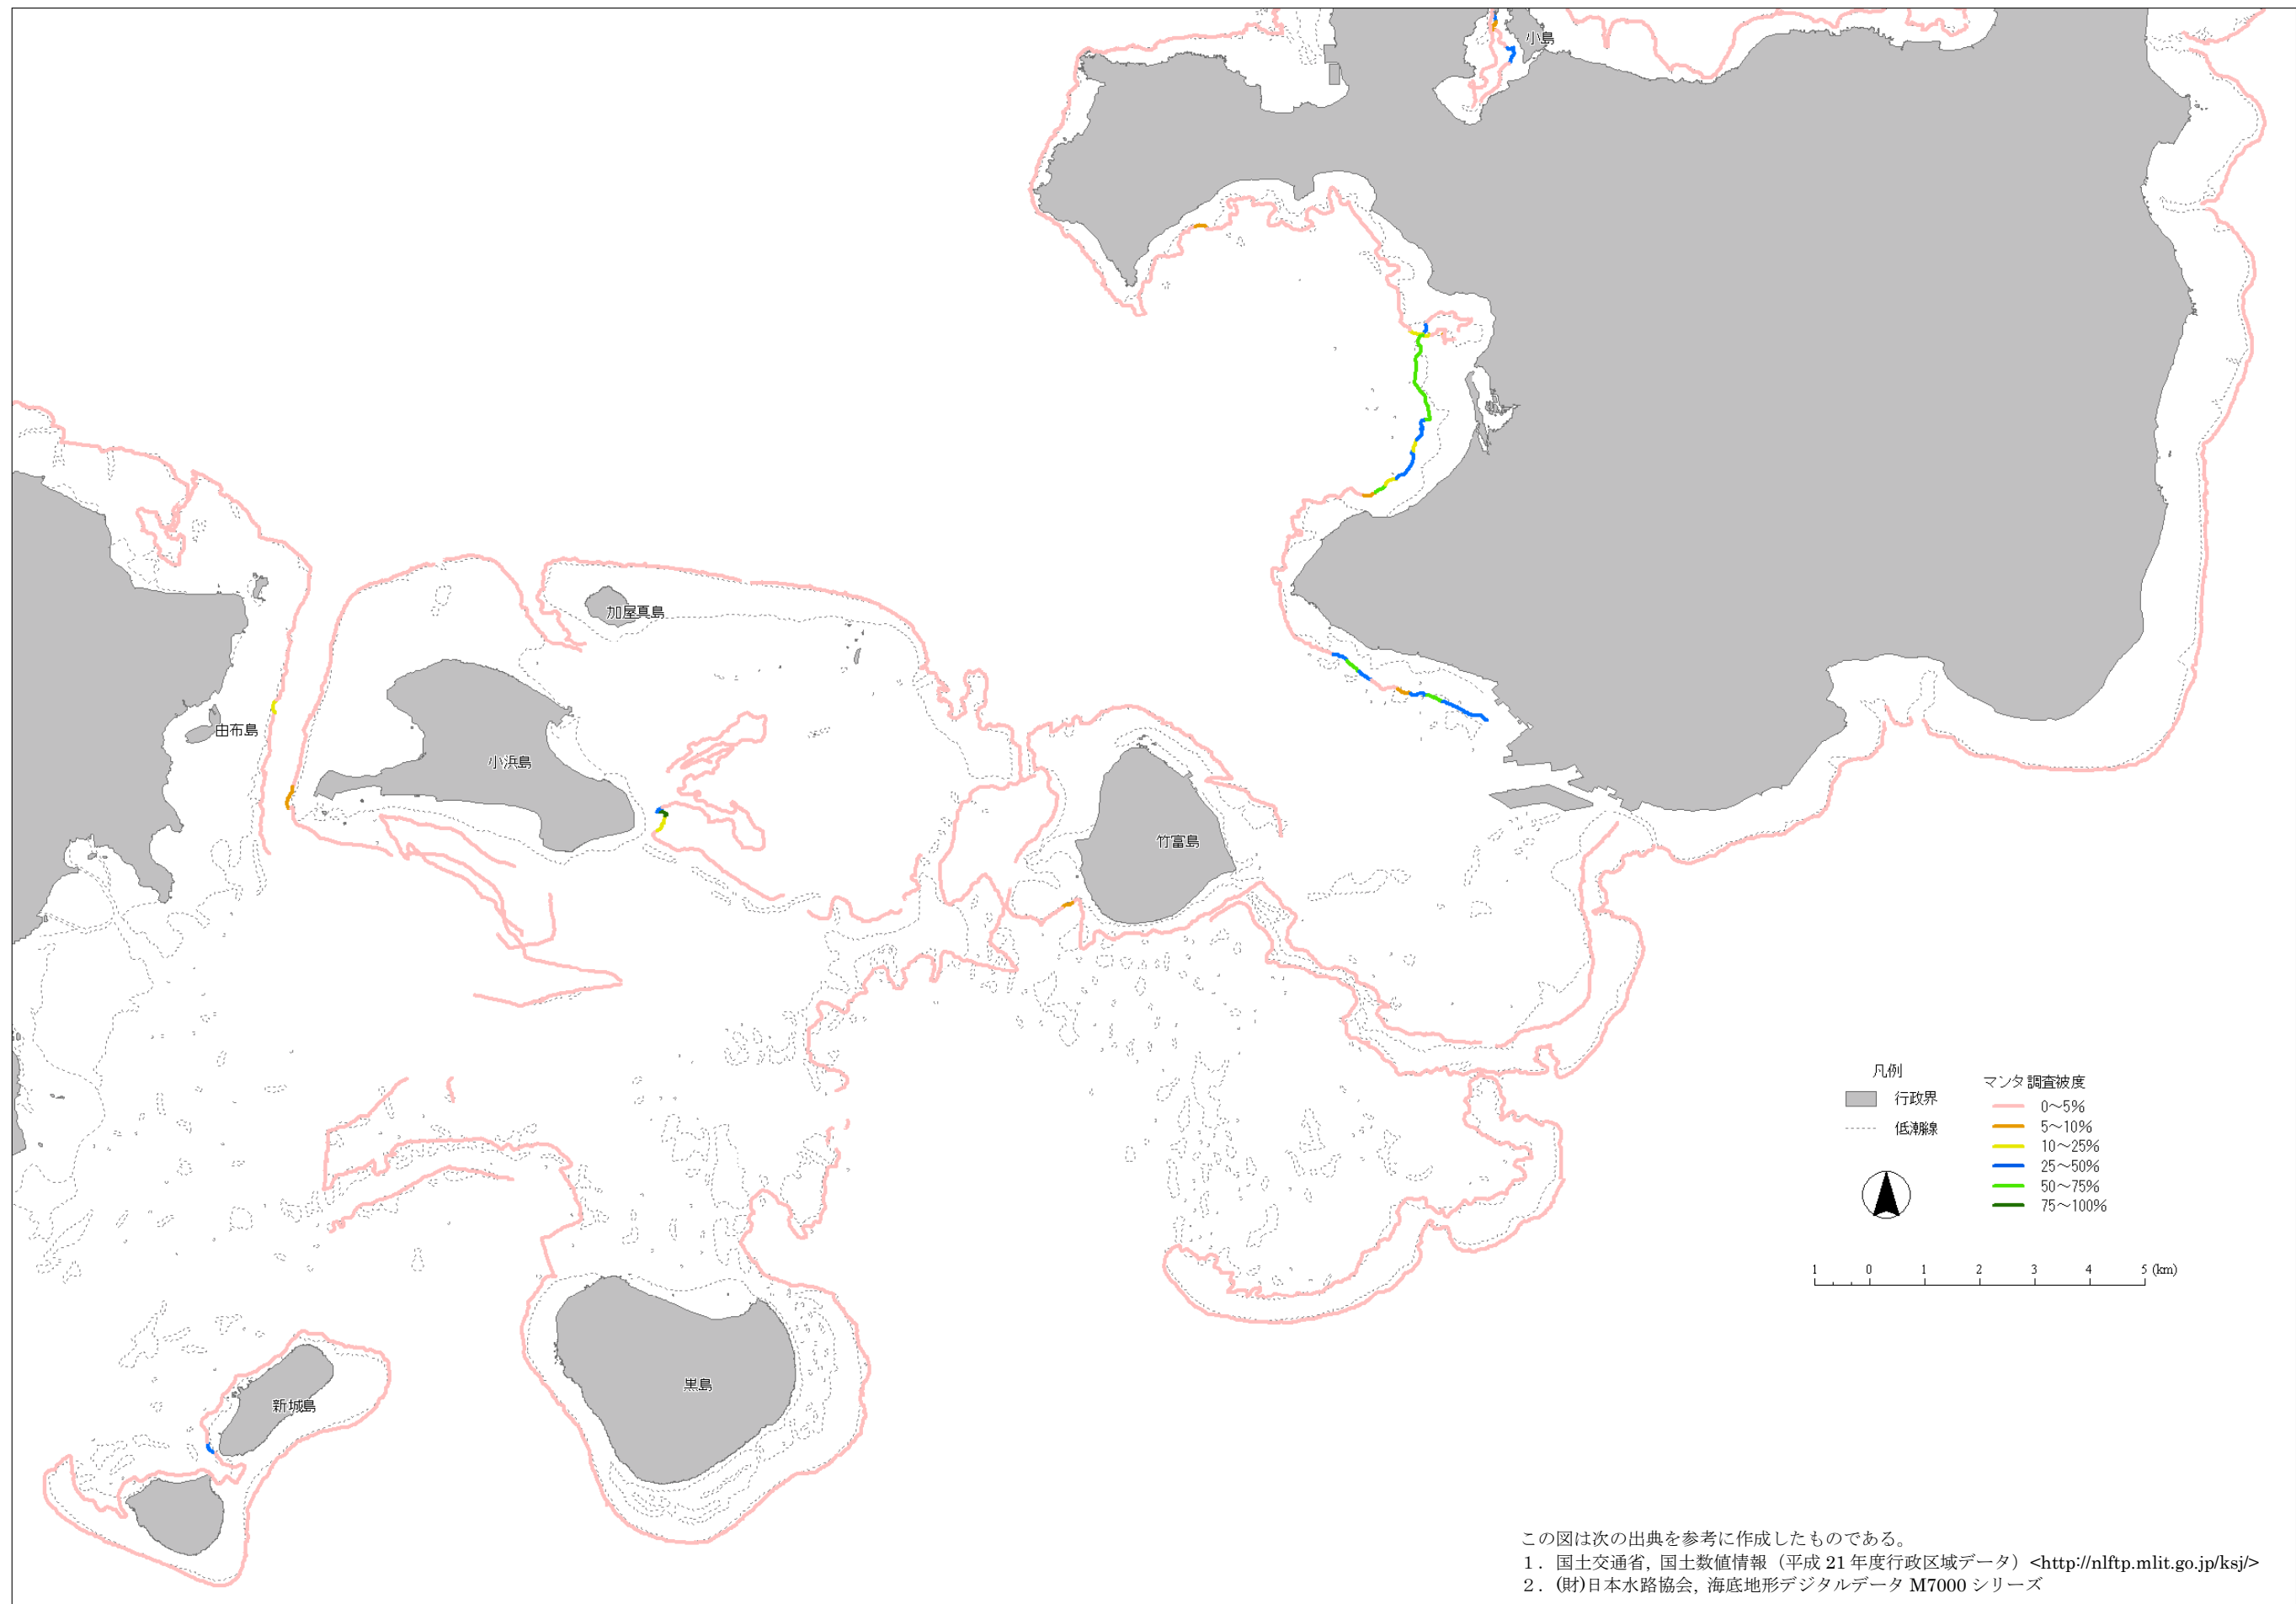 小島
加屋真島
由布島
小浜島
竹富島
凡例
行政界
低潮線
マンタ調査被度
0～5%
5～10%
10～25%
25～50%
50～75%
75～100%
1 0 1 2 3 4 5 (km)
黒島
新城島
この図は次の出典を参考に作成したものである。
1. 国土交通省, 国土数値情報（平成 21 年度行政区域データ）<http://nlftp.mlit.go.jp/ksj/>
2. (財)日本水路協会, 海底地形デジタルデータ M7000 シリーズ